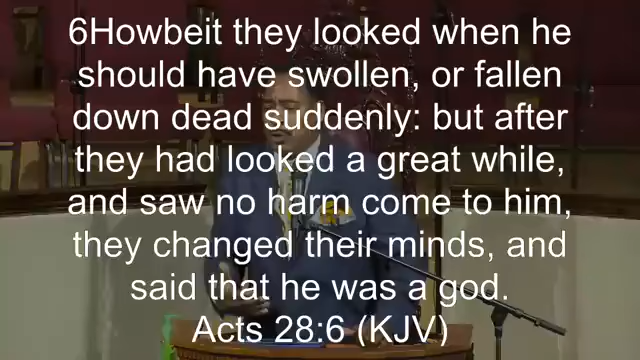 6Howbeit they looked when he
should have swollen, or fallen
down dead suddenly: but after
they had looked a great while,
and saw no harm come to him,
they changed their minds, and
said that he was a god.
Acts 28:6 (KJV)